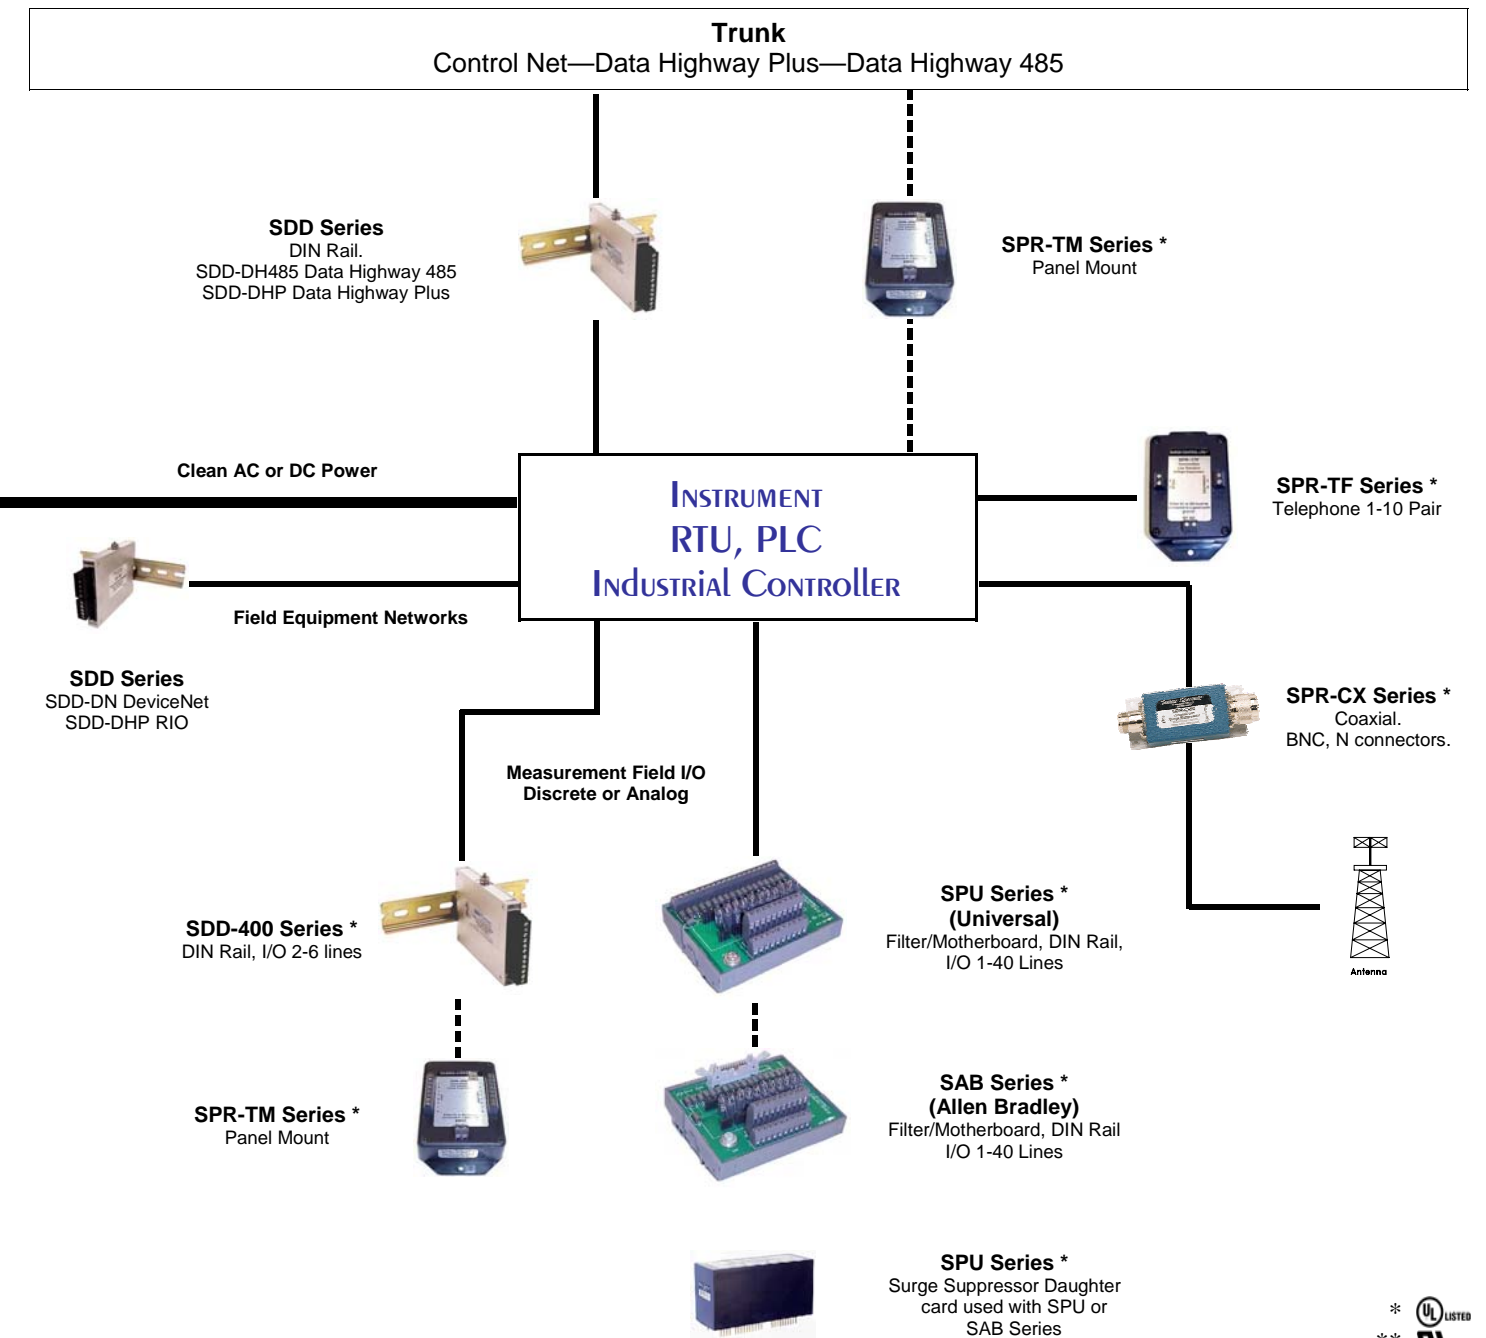 Trunk
Control Net—Data Highway Plus—Data Highway 485
SDD Series
DIN Rail.
SDD-DH485 Data Highway 485
SDD-DHP Data Highway Plus
SPR-TM Series *
Panel Mount
Clean AC or DC Power
Instrument
RTU, PLC
Industrial Controller
SPR-TF Series *
Telephone 1-10 Pair
Field Equipment Networks
SDD Series
SDD-DN DeviceNet
SDD-DHP RIO
SPR-CX Series *
Coaxial.
BNC, N connectors.
Measurement Field I/O
Discrete or Analog
Antenna
SDD-400 Series *
DIN Rail, I/O 2-6 lines
SPU Series *
(Universal)
Filter/Motherboard, DIN Rail,
I/O 1-40 Lines
SPR-TM Series *
Panel Mount
SAB Series *
(Allen Bradley)
Filter/Motherboard, DIN Rail
I/O 1-40 Lines
SPU Series *
Surge Suppressor Daughter
card used with SPU or
SAB Series
* UL LISTED
**